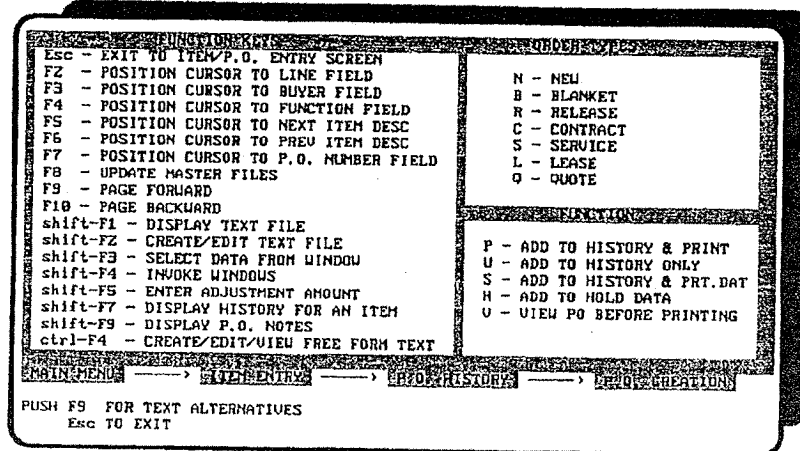 FUNCTION KEYS
Esc - EXIT TO ITEM/P.O. ENTRY SCREEN
F2 - POSITION CURSOR TO LINE FIELD
F3 - POSITION CURSOR TO BUYER FIELD
F4 - POSITION CURSOR TO FUNCTION FIELD
F5 - POSITION CURSOR TO NEXT ITEM DESC
F6 - POSITION CURSOR TO PREV ITEM DESC
F7 - POSITION CURSOR TO P.O. NUMBER FIELD
F8 - UPDATE MASTER FILES
F9 - PAGE FORWARD
F10 - PAGE BACKWARD
shift-F1 - DISPLAY TEXT FILE
shift-F2 - CREATE/EDIT TEXT FILE
shift-F3 - SELECT DATA FROM WINDOW
shift-F4 - INVOKE WINDOWS
shift-F5 - ENTER ADJUSTMENT AMOUNT
shift-F7 - DISPLAY HISTORY FOR AN ITEM
shift-F9 - DISPLAY P.O. NOTES
ctrl-F4 - CREATE/EDIT/VIEW FREE FORM TEXT
ORDER TYPES
N - NEW
B - BLANKET
R - RELEASE
C - CONTRACT
S - SERVICE
L - LEASE
Q - QUOTE
FUNCTION
P - ADD TO HISTORY & PRINT
U - ADD TO HISTORY ONLY
S - ADD TO HISTORY & PRT.DAT
H - ADD TO HOLD DATA
V - VIEW PO BEFORE PRINTING
MAIN MENU ----> ITEM ENTRY ----> P.O. HISTORY ----> P.O. CREATION
PUSH F9 FOR TEXT ALTERNATIVES
Esc TO EXIT